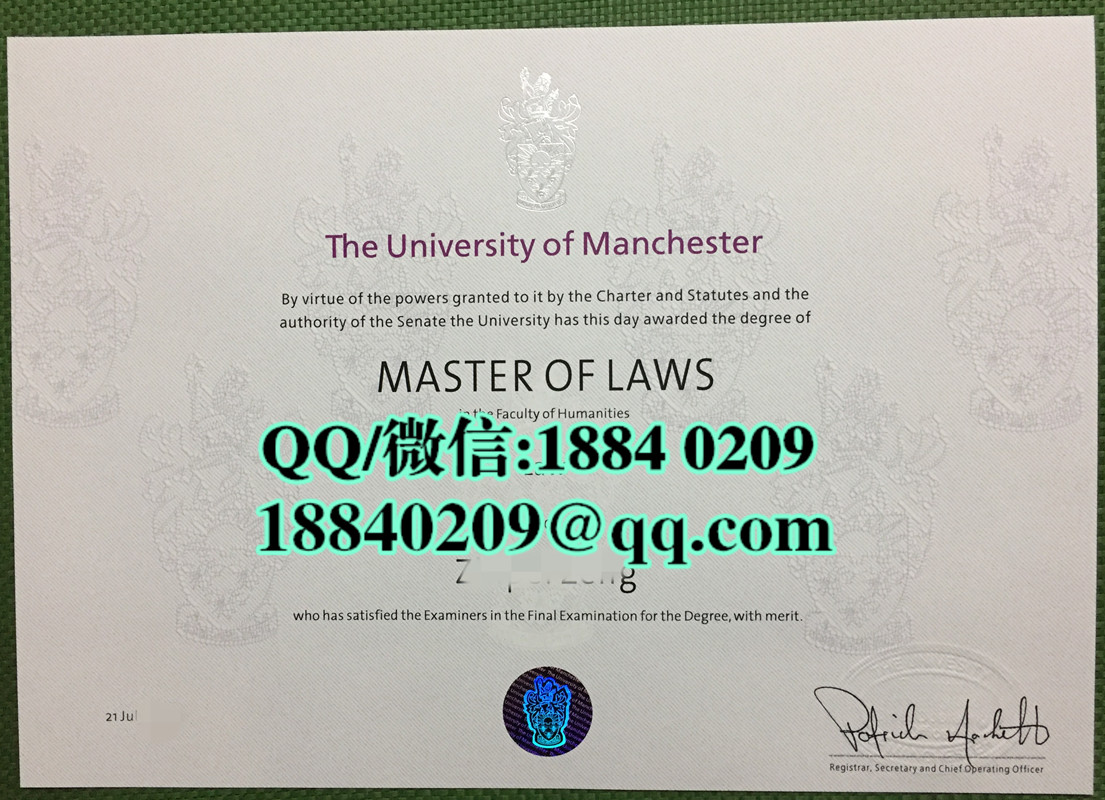 The University of Manchester
By virtue of the powers granted to it by the Charter and Statutes and the
authority of the Senate the University has this day awarded the degree of
MASTER OF LAWS
in the Faculty of Humanities
QQ/微信:1884 0209
18840209@qq.com
who has satisfied the Examiners in the Final Examination for the Degree, with merit.
21 Jul
Patrick Hackett
Registrar, Secretary and Chief Operating Officer